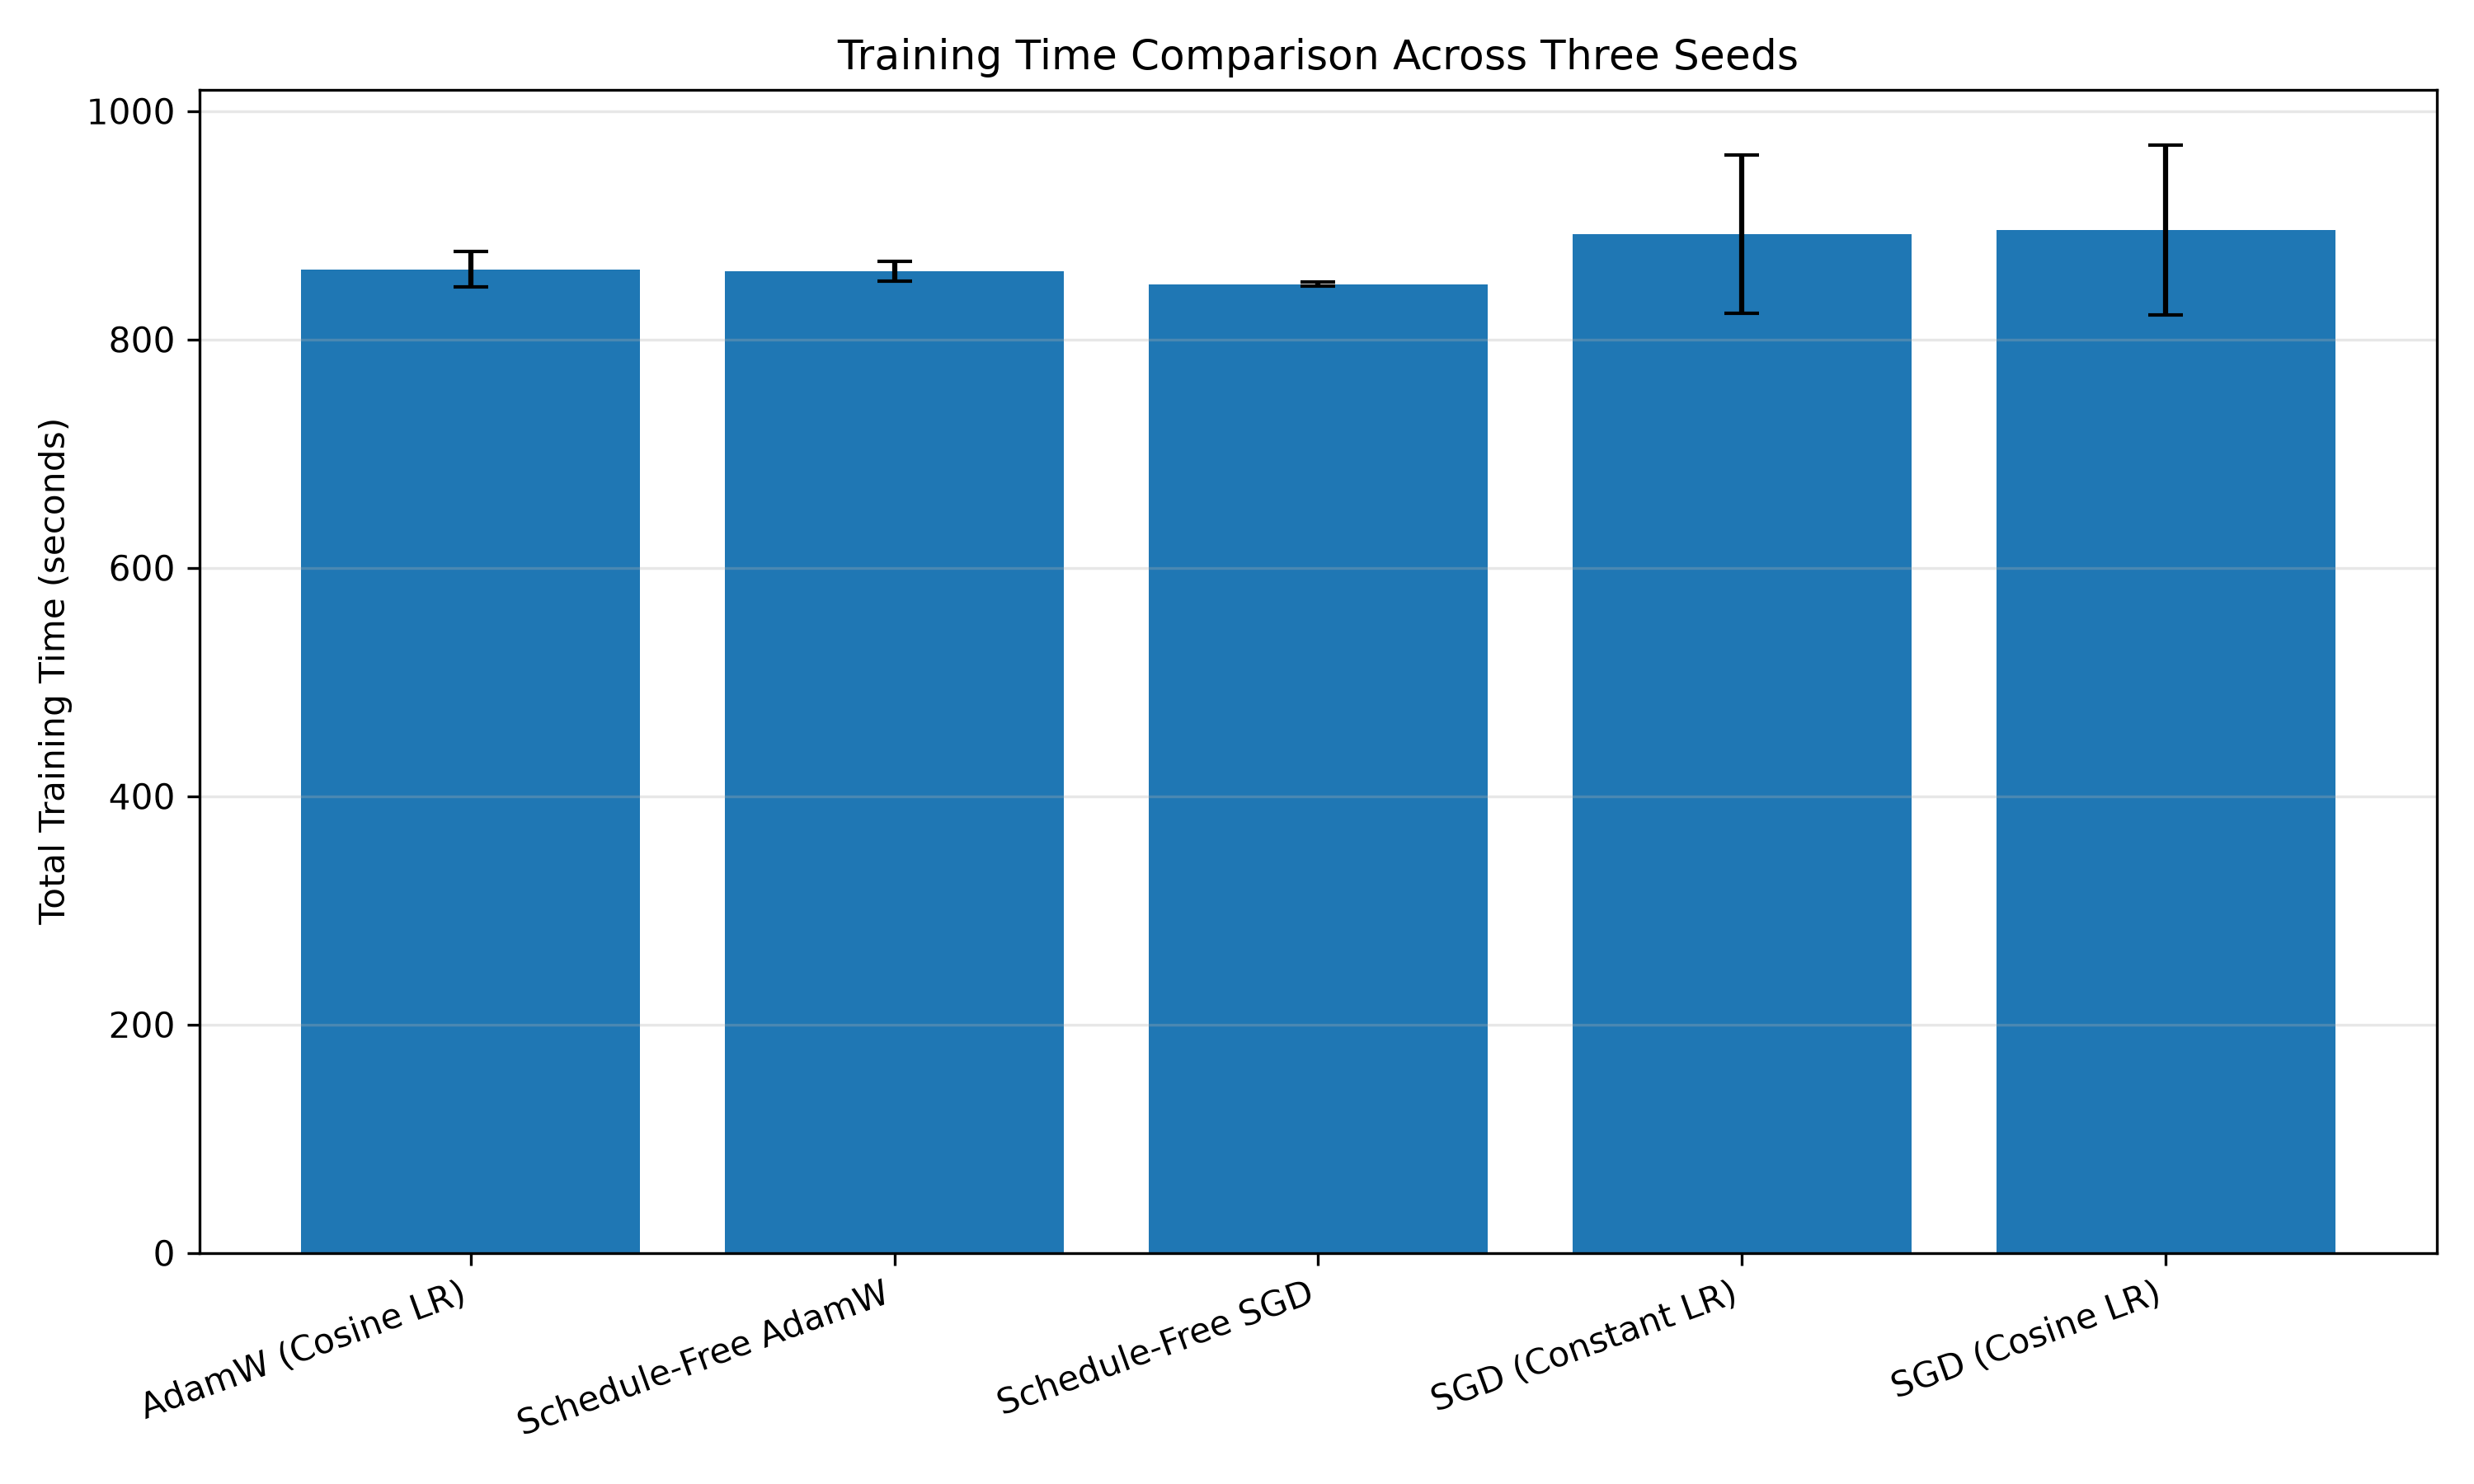 Training Time Comparison Across Three Seeds
Total Training Time (seconds)
1000
800
600
400
200
0
AdamW (Cosine LR)
Schedule-Free AdamW
Schedule-Free SGD
SGD (Constant LR)
SGD (Cosine LR)